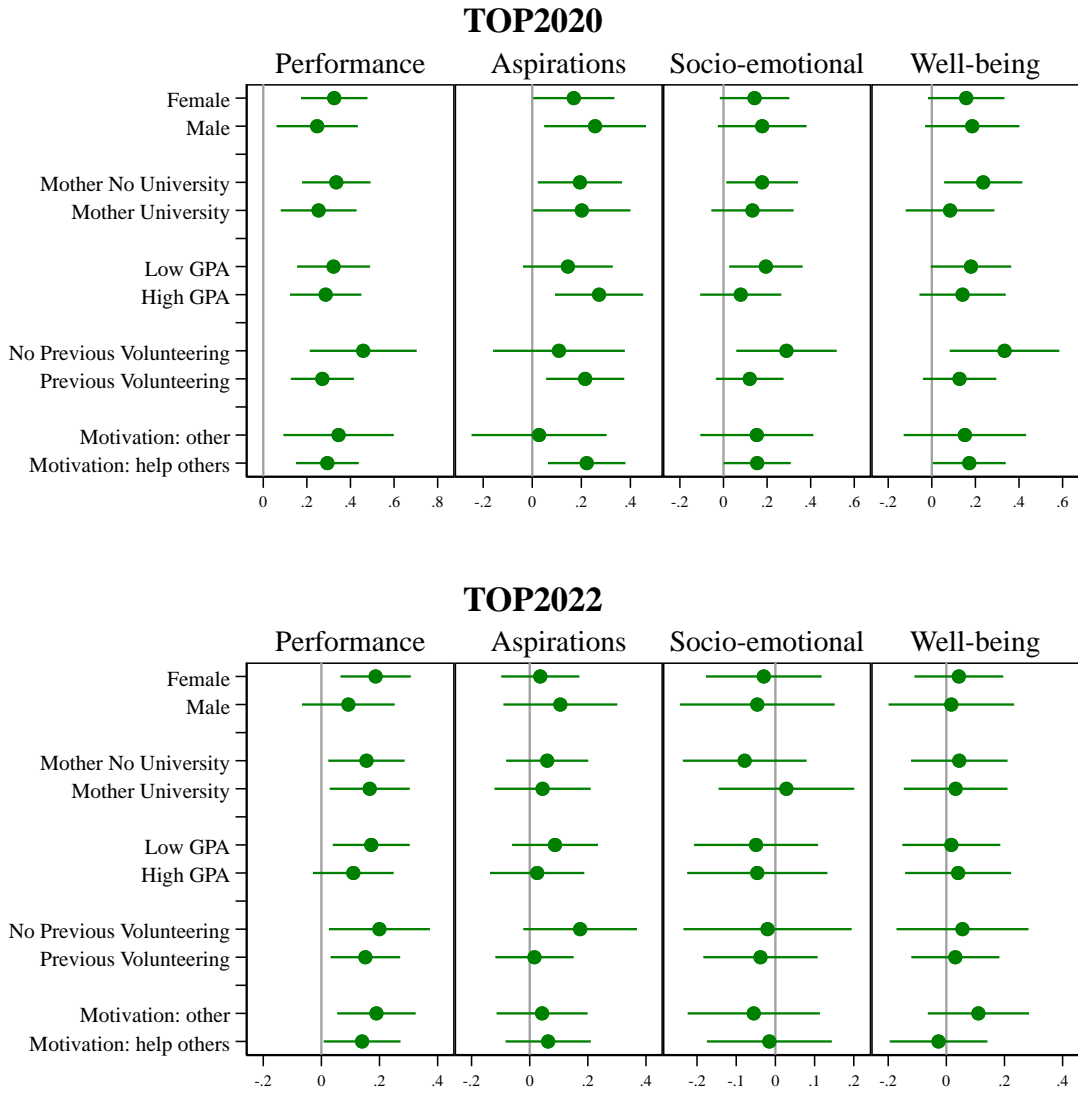 TOP2020
Performance Aspirations Socio-emotional Well-being
Female
Male
Mother No University
Mother University
Low GPA
High GPA
No Previous Volunteering
Previous Volunteering
Motivation: other
Motivation: help others
0 .2 .4 .6 .8 -.2 0 .2 .4 -.2 0 .2 .4 .6 -.2 0 .2 .4 .6
TOP2022
Performance Aspirations Socio-emotional Well-being
Female
Male
Mother No University
Mother University
Low GPA
High GPA
No Previous Volunteering
Previous Volunteering
Motivation: other
Motivation: help others
-.2 0 .2 .4 -.2 0 .2 .4 -.2 -.1 0 .1 .2 -.2 0 .2 .4